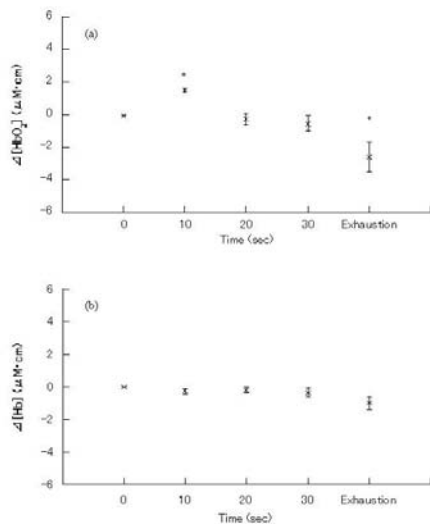 (a)
Δ[HbO₂] (μM·cm)
6
4
2
0
-2
-4
-6
*
*
0 10 20 30 Exhaustion
Time (sec)
(b)
Δ[Hb] (μM·cm)
6
4
2
0
-2
-4
-6
0 10 20 30 Exhaustion
Time (sec)